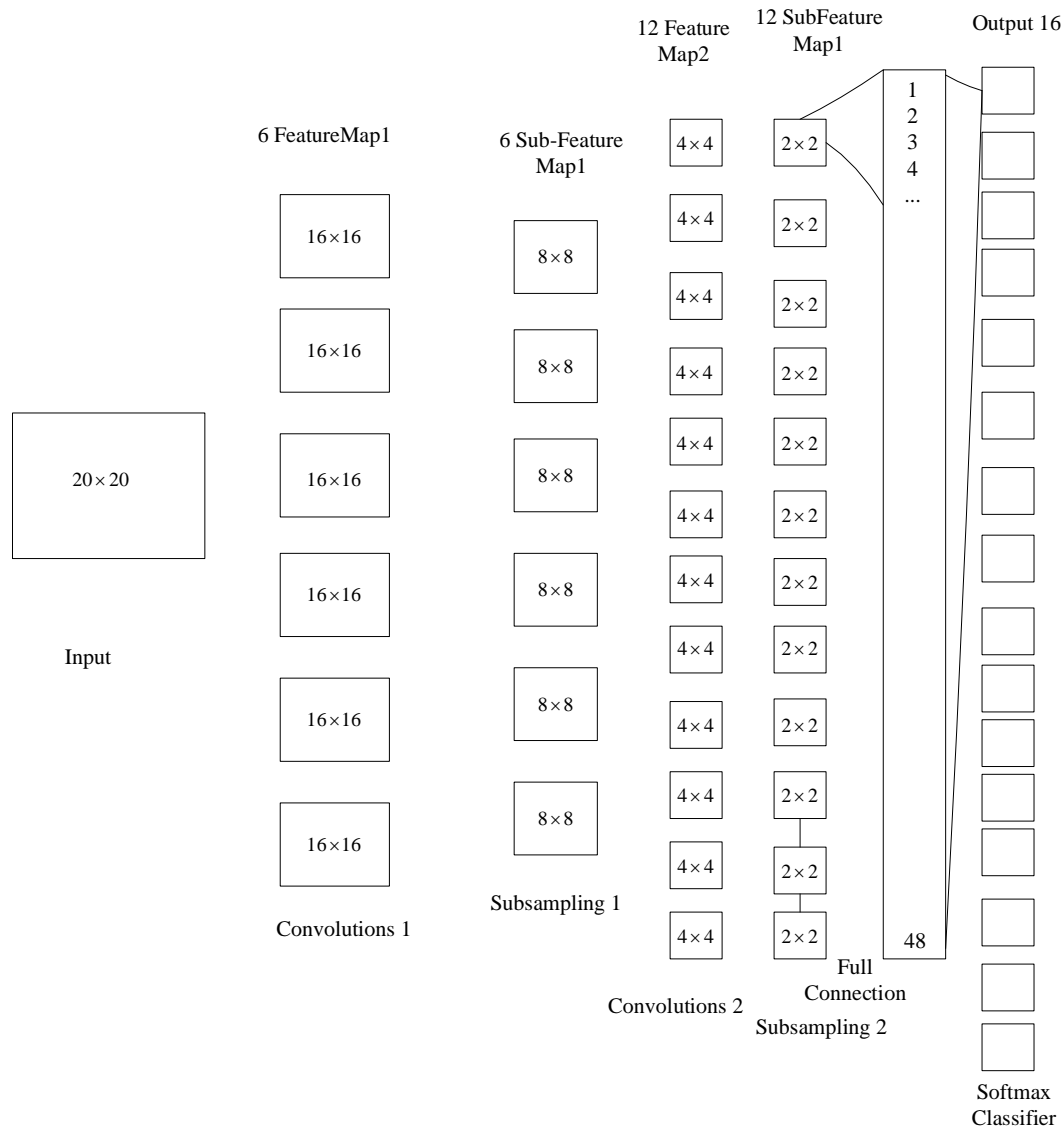 Input
20×20
6 FeatureMap1
16×16
16×16
16×16
16×16
16×16
16×16
Convolutions 1
6 Sub-Feature
Map1
8×8
8×8
8×8
8×8
8×8
8×8
Subsampling 1
12 Feature
Map2
4×4
4×4
4×4
4×4
4×4
4×4
4×4
4×4
4×4
4×4
4×4
4×4
Convolutions 2
12 SubFeature
Map1
2×2
2×2
2×2
2×2
2×2
2×2
2×2
2×2
2×2
2×2
2×2
2×2
Subsampling 2
1
2
3
4
...
48
Full
Connection
Output 16
Softmax
Classifier